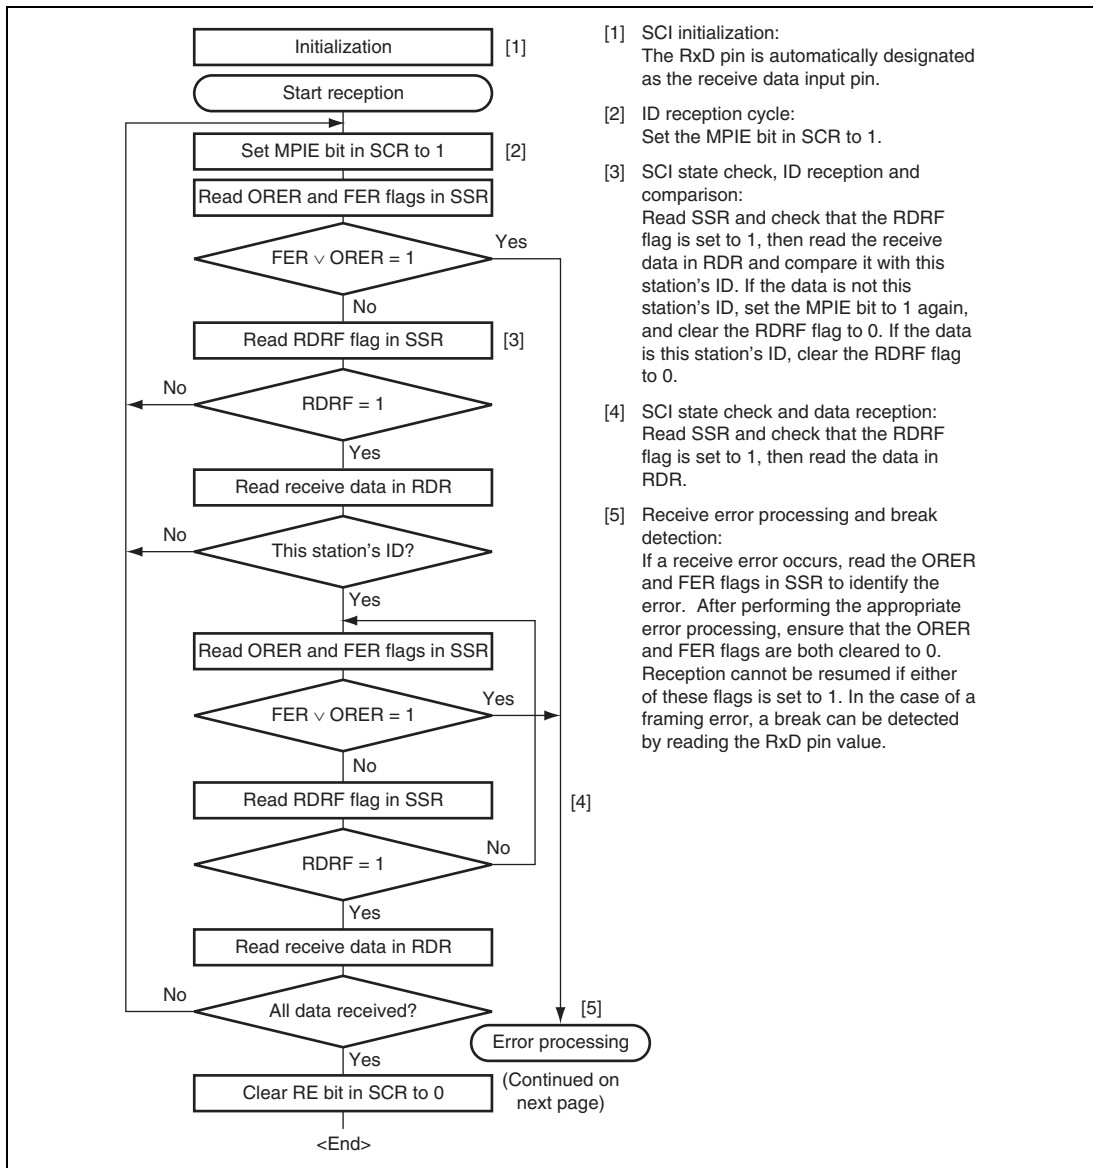 Initialization [1]
Start reception
Set MPIE bit in SCR to 1 [2]
Read ORER and FER flags in SSR
Yes
FER ∨ ORER = 1
No
Read RDRF flag in SSR [3]
No
RDRF = 1
Yes
Read receive data in RDR
No
This station's ID?
Yes
Read ORER and FER flags in SSR
Yes
FER ∨ ORER = 1
No
Read RDRF flag in SSR
[4]
No
RDRF = 1
Yes
Read receive data in RDR
No
All data received?
[5]
Error processing
Yes
(Continued on
next page)
Clear RE bit in SCR to 0
<End>
[1] SCI initialization:
The RxD pin is automatically designated
as the receive data input pin.
[2] ID reception cycle:
Set the MPIE bit in SCR to 1.
[3] SCI state check, ID reception and
comparison:
Read SSR and check that the RDRF
flag is set to 1, then read the receive
data in RDR and compare it with this
station's ID. If the data is not this
station's ID, set the MPIE bit to 1 again,
and clear the RDRF flag to 0. If the data
is this station's ID, clear the RDRF flag
to 0.
[4] SCI state check and data reception:
Read SSR and check that the RDRF
flag is set to 1, then read the data in
RDR.
[5] Receive error processing and break
detection:
If a receive error occurs, read the ORER
and FER flags in SSR to identify the
error. After performing the appropriate
error processing, ensure that the ORER
and FER flags are both cleared to 0.
Reception cannot be resumed if either
of these flags is set to 1. In the case of a
framing error, a break can be detected
by reading the RxD pin value.